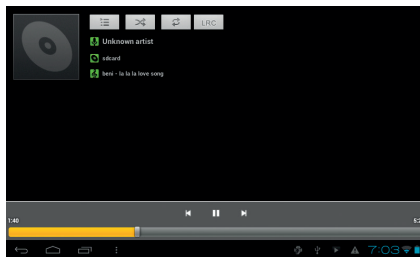 LRC
Unknown artist
sdcard
beni - la la la love song
1:40
7:03